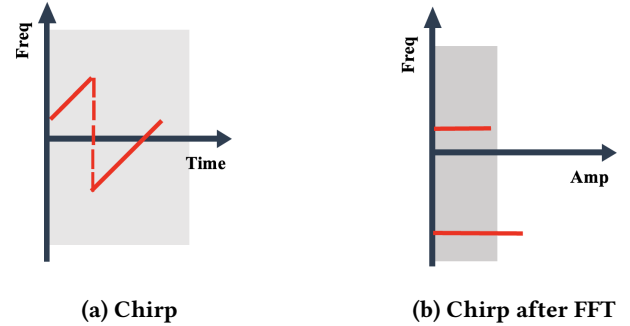 Freq
Time
(a) Chirp
Freq
Amp
(b) Chirp after FFT